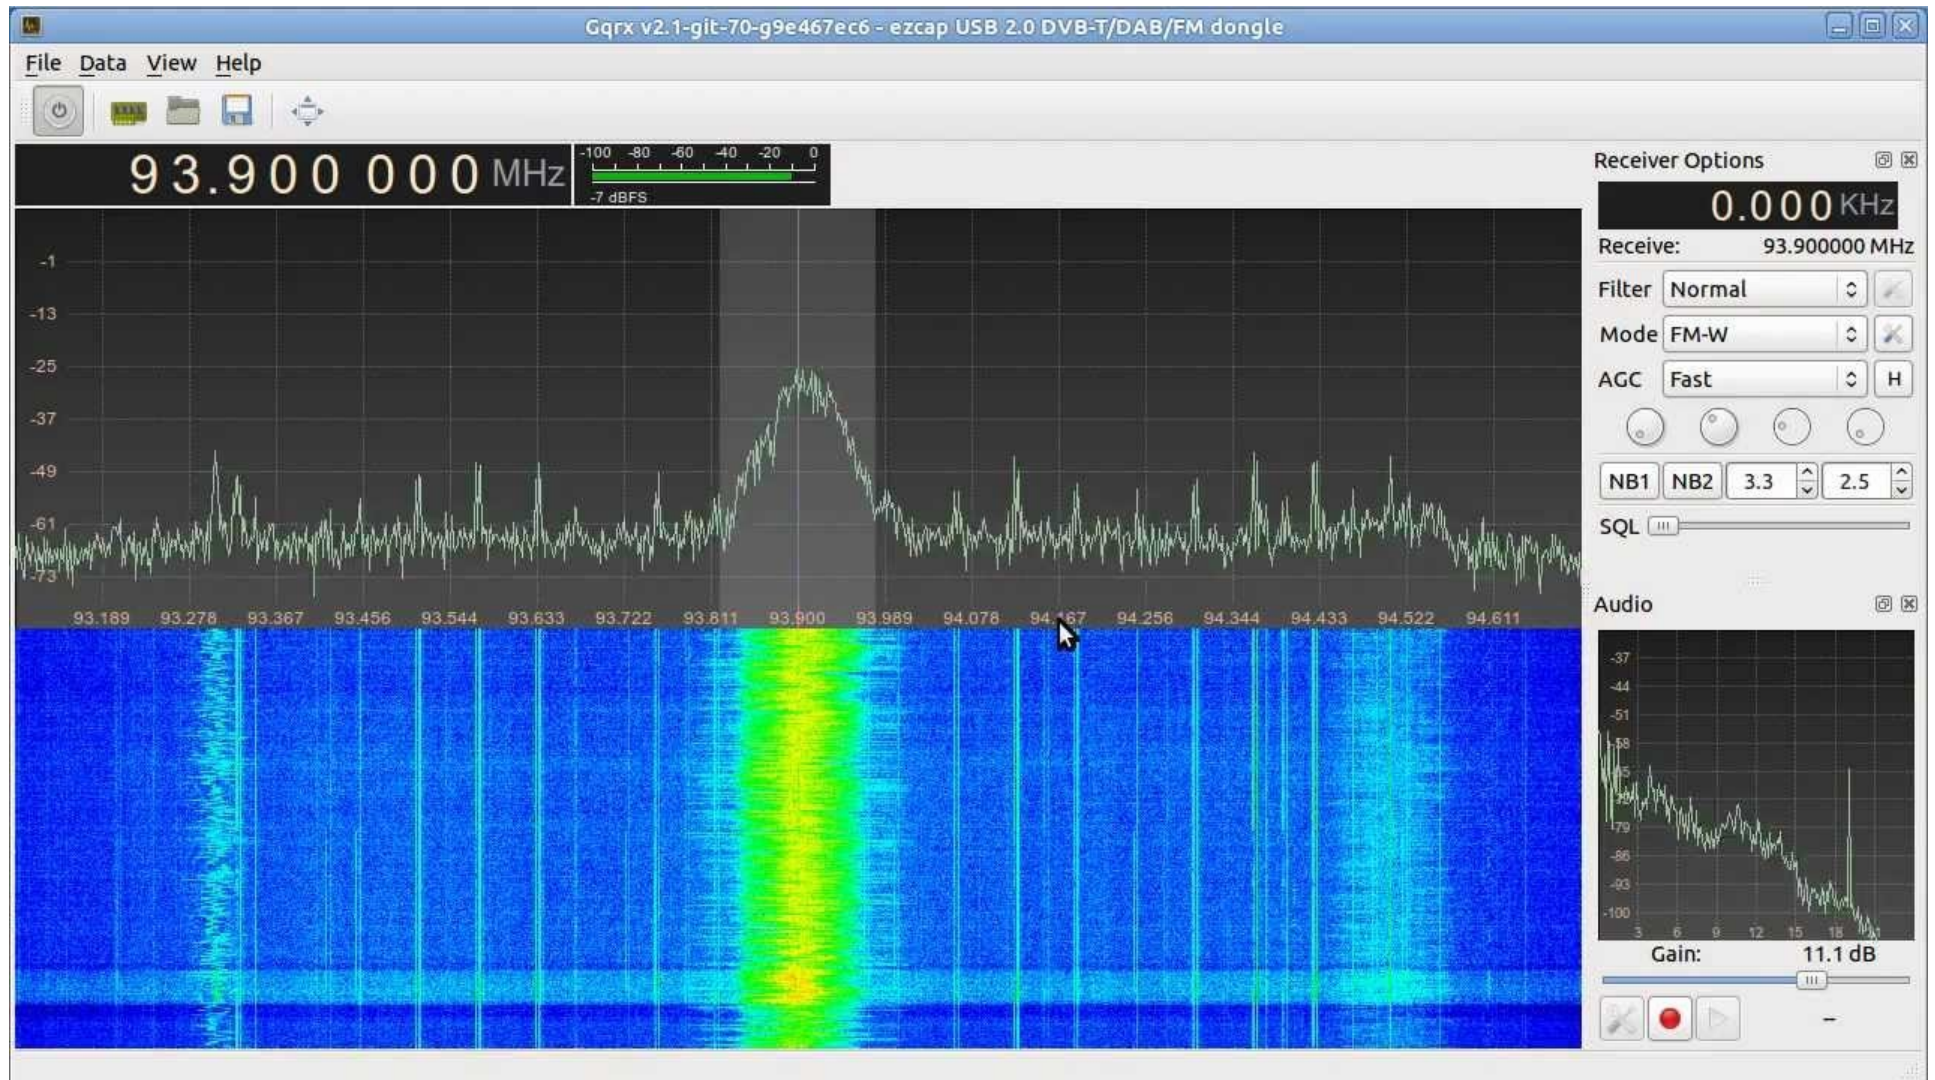 Gqrx v2.1-git-70-g9e467ec6 - ezcap USB 2.0 DVB-T/DAB/FM dongle
File Data View Help
93.900 000 MHz
-100 -80 -60 -40 -20 0
-7 dBFS
-1
-13
-25
-37
-49
-61
-73
93.189 93.278 93.367 93.456 93.544 93.633 93.722 93.811 93.900 93.989 94.078 94.167 94.256 94.344 94.433 94.522 94.611
Receiver Options
0.000 KHz
Receive: 93.900000 MHz
Filter Normal
Mode FM-W
AGC Fast H
NB1 NB2 3.3 2.5
SQL
Audio
-37
-44
-51
-58
-79
-86
-93
-100
3 6 9 12 15 18 21
Gain: 11.1 dB
--